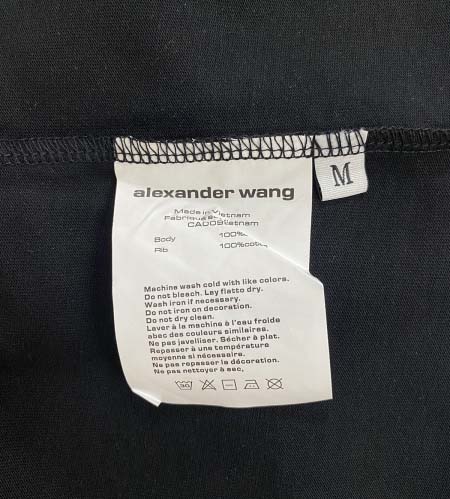 alexander wang
M
Made in Vietnam
CA009
Body 100%
Rib 100%
Machine wash cold with like colors.
Do not bleach. Ley flatto dry.
Wash iron if necessary.
Do not iron on decoration.
Do not dry clean.
Laver à la machine à l'eau froide
abec des couleurs similaires.
Ne pas javelliser. Sécher à plat.
Repasser à une température
moyenne si nécessaire.
Ne pas repasser la décoration.
Ne pas nettoyer à sec.
30